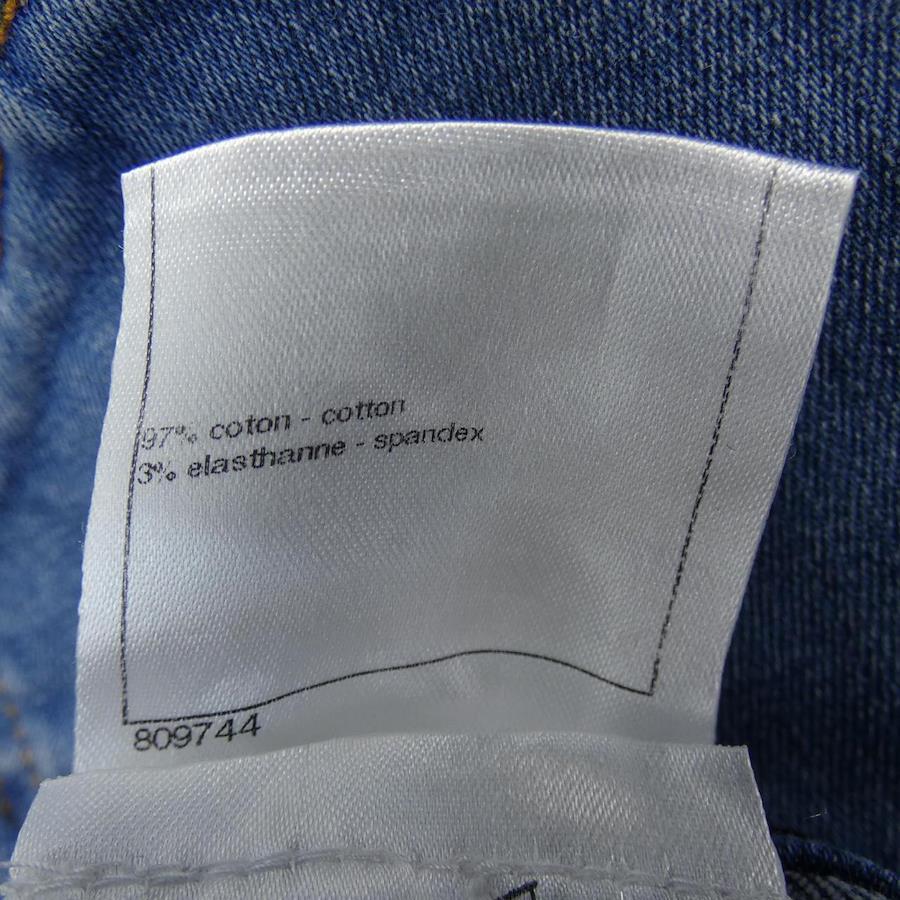 97% coton - cotton
3% elasthanne - spandex
809744